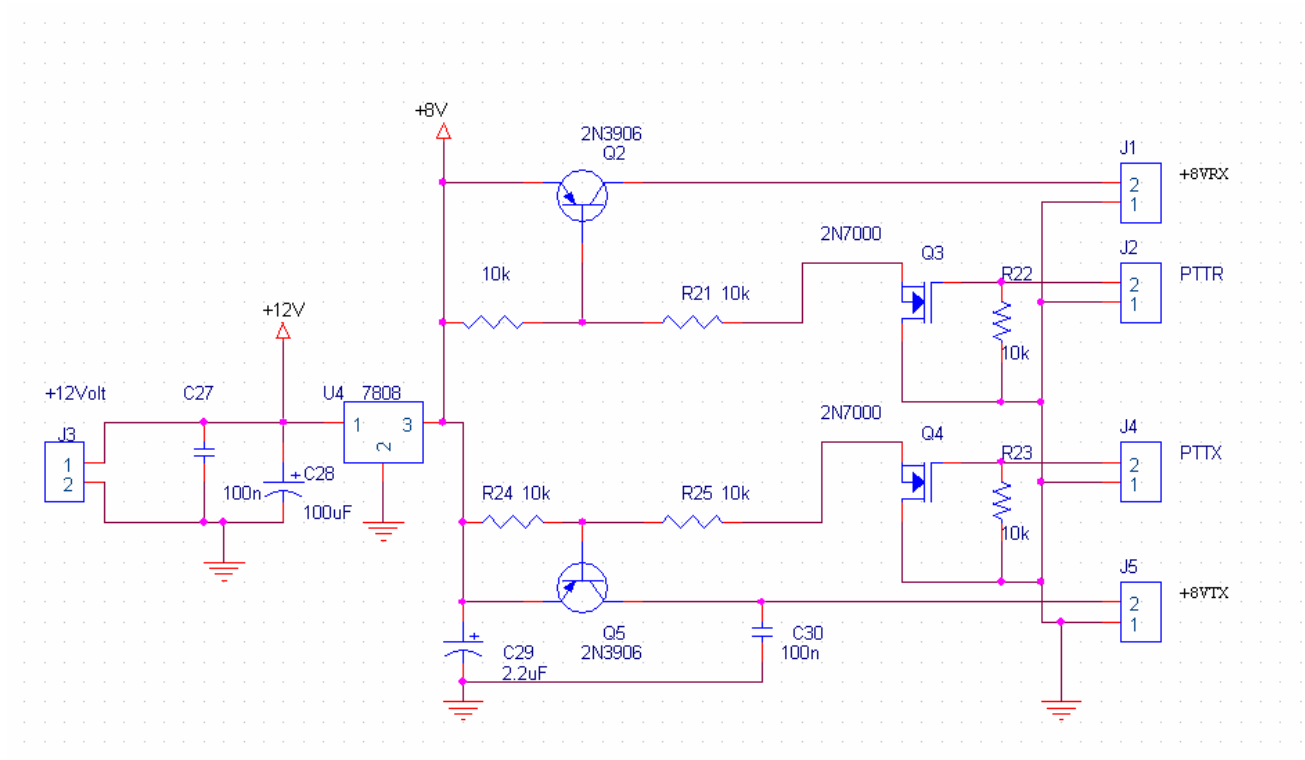 +8V
2N3906
Q2
J1
2
1
+8VRX
2N7000
Q3
J2
2
1
PTTR
10k
R21 10k
R22
10k
+12V
+12Volt
C27
U4 7808
1
3
2
J3
1
2
100n
C28
100uF
+
2N7000
Q4
J4
2
1
PTTX
R24 10k
R25 10k
R23
10k
J5
2
1
+8VTX
Q5
2N3906
+
C29
2.2uF
C30
100n